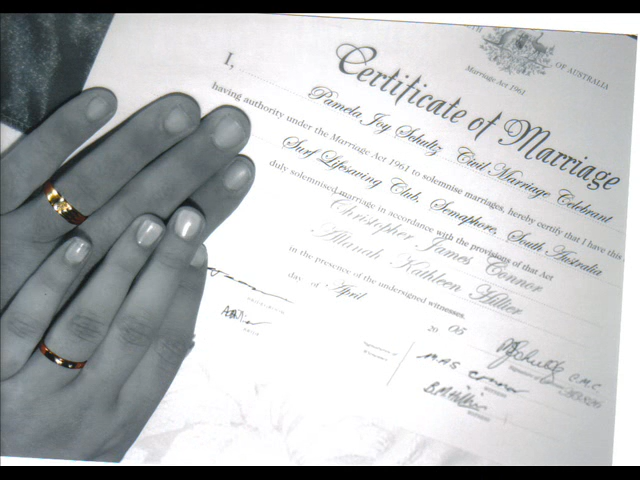 OF AUSTRALIA
Marriage Act 1961
Certificate of Marriage
I,
Pamela Joy Schultz Civil Marriage Celebrant
having authority under the Marriage Act 1961 to solemnise marriages, hereby certify that I have this
Surf Lifesaving Club, Semaphore, South Australia
duly solemnised marriage in accordance with the provisions of that Act
Christopher James Connor
Allanah Kathleen Hillier
in the presence of the undersigned witnesses.
day of April 20 05
CMC